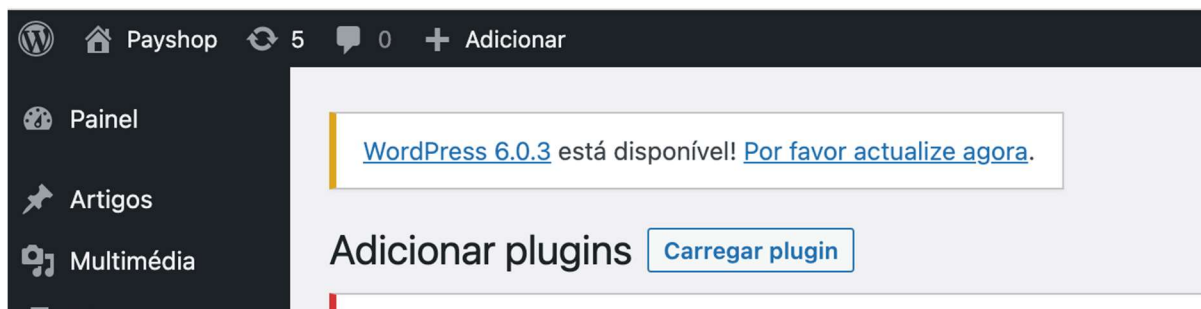 Payshop 5 0 Adicionar
Painel
WordPress 6.0.3 está disponível! Por favor actualize agora.
Artigos
Adicionar plugins Carregar plugin
Multimédia